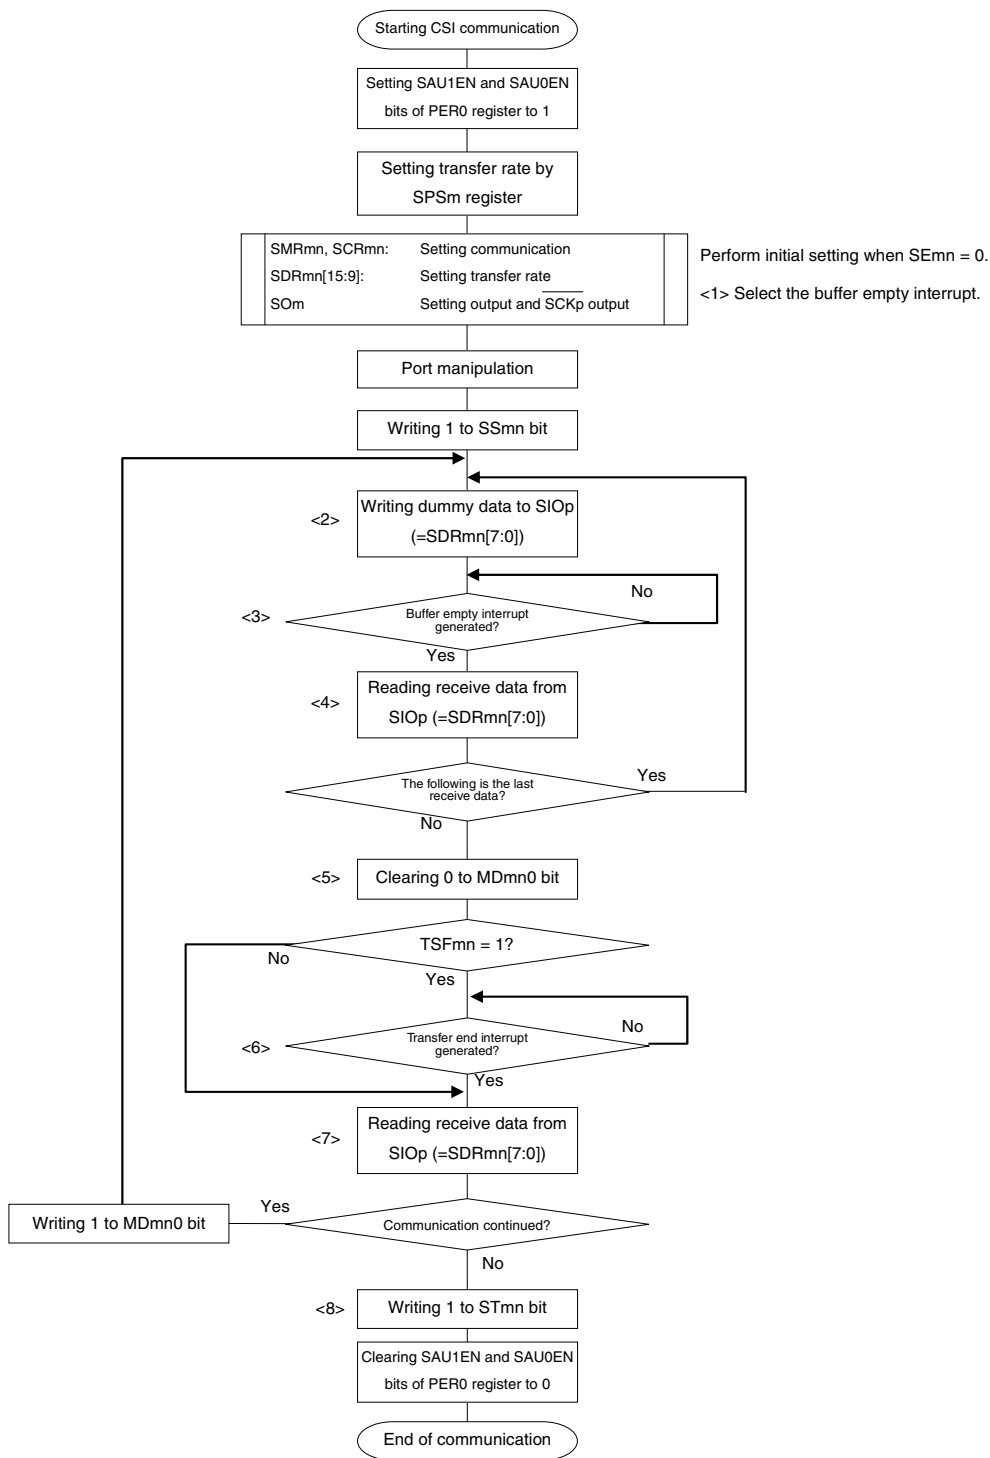 Starting CSI communication
Setting SAU1EN and SAU0EN
bits of PER0 register to 1
Setting transfer rate by
SPSm register
SMRmn, SCRmn: Setting communication
SDRmn[15:9]: Setting transfer rate
SOm Setting output and S̅C̅K̅p̅ output
Perform initial setting when SEmn = 0.
<1> Select the buffer empty interrupt.
Port manipulation
Writing 1 to SSmn bit
<2>
Writing dummy data to SIOp
(=SDRmn[7:0])
No
<3>
Buffer empty interrupt
generated?
Yes
<4>
Reading receive data from
SIOp (=SDRmn[7:0])
The following is the last
receive data?
Yes
No
<5>
Clearing 0 to MDmn0 bit
TSFmn = 1?
No
Yes
No
<6>
Transfer end interrupt
generated?
Yes
<7>
Reading receive data from
SIOp (=SDRmn[7:0])
Writing 1 to MDmn0 bit
Yes
Communication continued?
No
<8>
Writing 1 to STmn bit
Clearing SAU1EN and SAU0EN
bits of PER0 register to 0
End of communication